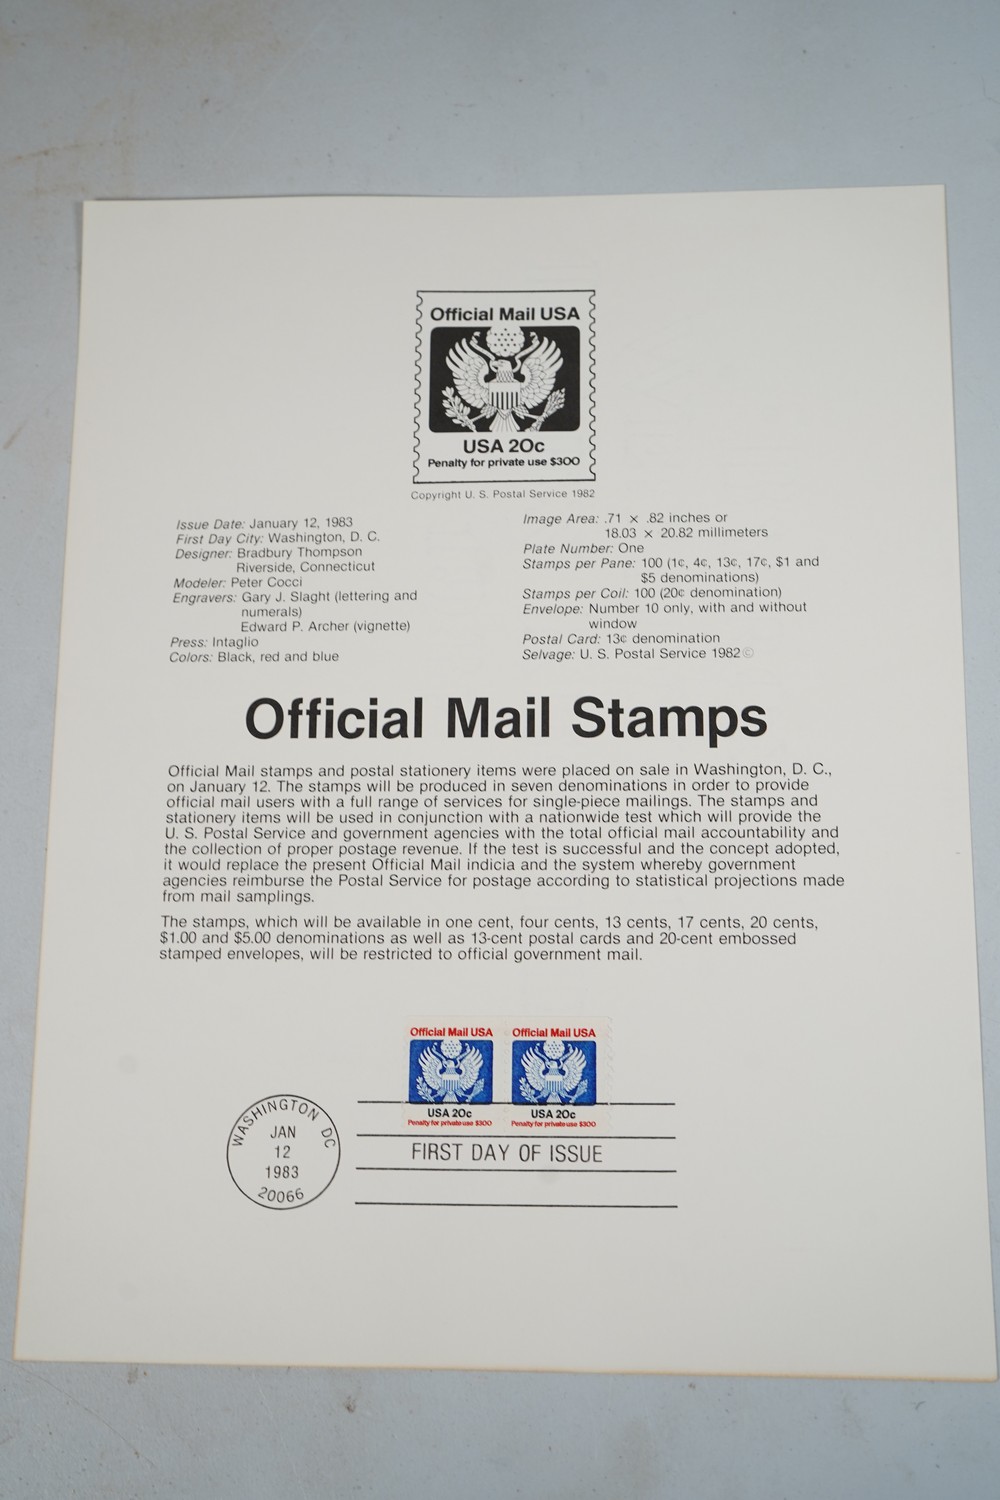 Official Mail USA
USA 20c
Penalty for private use $300
Copyright U. S. Postal Service 1982
Issue Date: January 12, 1983
First Day City: Washington, D. C.
Designer: Bradbury Thompson
Riverside, Connecticut
Modeler: Peter Cocci
Engravers: Gary J. Slaght (lettering and
numerals)
Edward P. Archer (vignette)
Press: Intaglio
Colors: Black, red and blue
Image Area: .71 × .82 inches or
18.03 × 20.82 millimeters
Plate Number: One
Stamps per Pane: 100 (1¢, 4¢, 13¢, 17¢, $1 and
$5 denominations)
Stamps per Coil: 100 (20¢ denomination)
Envelope: Number 10 only, with and without
window
Postal Card: 13¢ denomination
Selvage: U. S. Postal Service 1982©
Official Mail Stamps
Official Mail stamps and postal stationery items were placed on sale in Washington, D. C.,
on January 12. The stamps will be produced in seven denominations in order to provide
official mail users with a full range of services for single-piece mailings. The stamps and
stationery items will be used in conjunction with a nationwide test which will provide the
U. S. Postal Service and government agencies with the total official mail accountability and
the collection of proper postage revenue. If the test is successful and the concept adopted,
it would replace the present Official Mail indicia and the system whereby government
agencies reimburse the Postal Service for postage according to statistical projections made
from mail samplings.
The stamps, which will be available in one cent, four cents, 13 cents, 17 cents, 20 cents,
$1.00 and $5.00 denominations as well as 13-cent postal cards and 20-cent embossed
stamped envelopes, will be restricted to official government mail.
Official Mail USA
USA 20c
Penalty for private use $300
Official Mail USA
USA 20c
Penalty for private use $300
WASHINGTON DC
JAN
12
1983
20066
FIRST DAY OF ISSUE